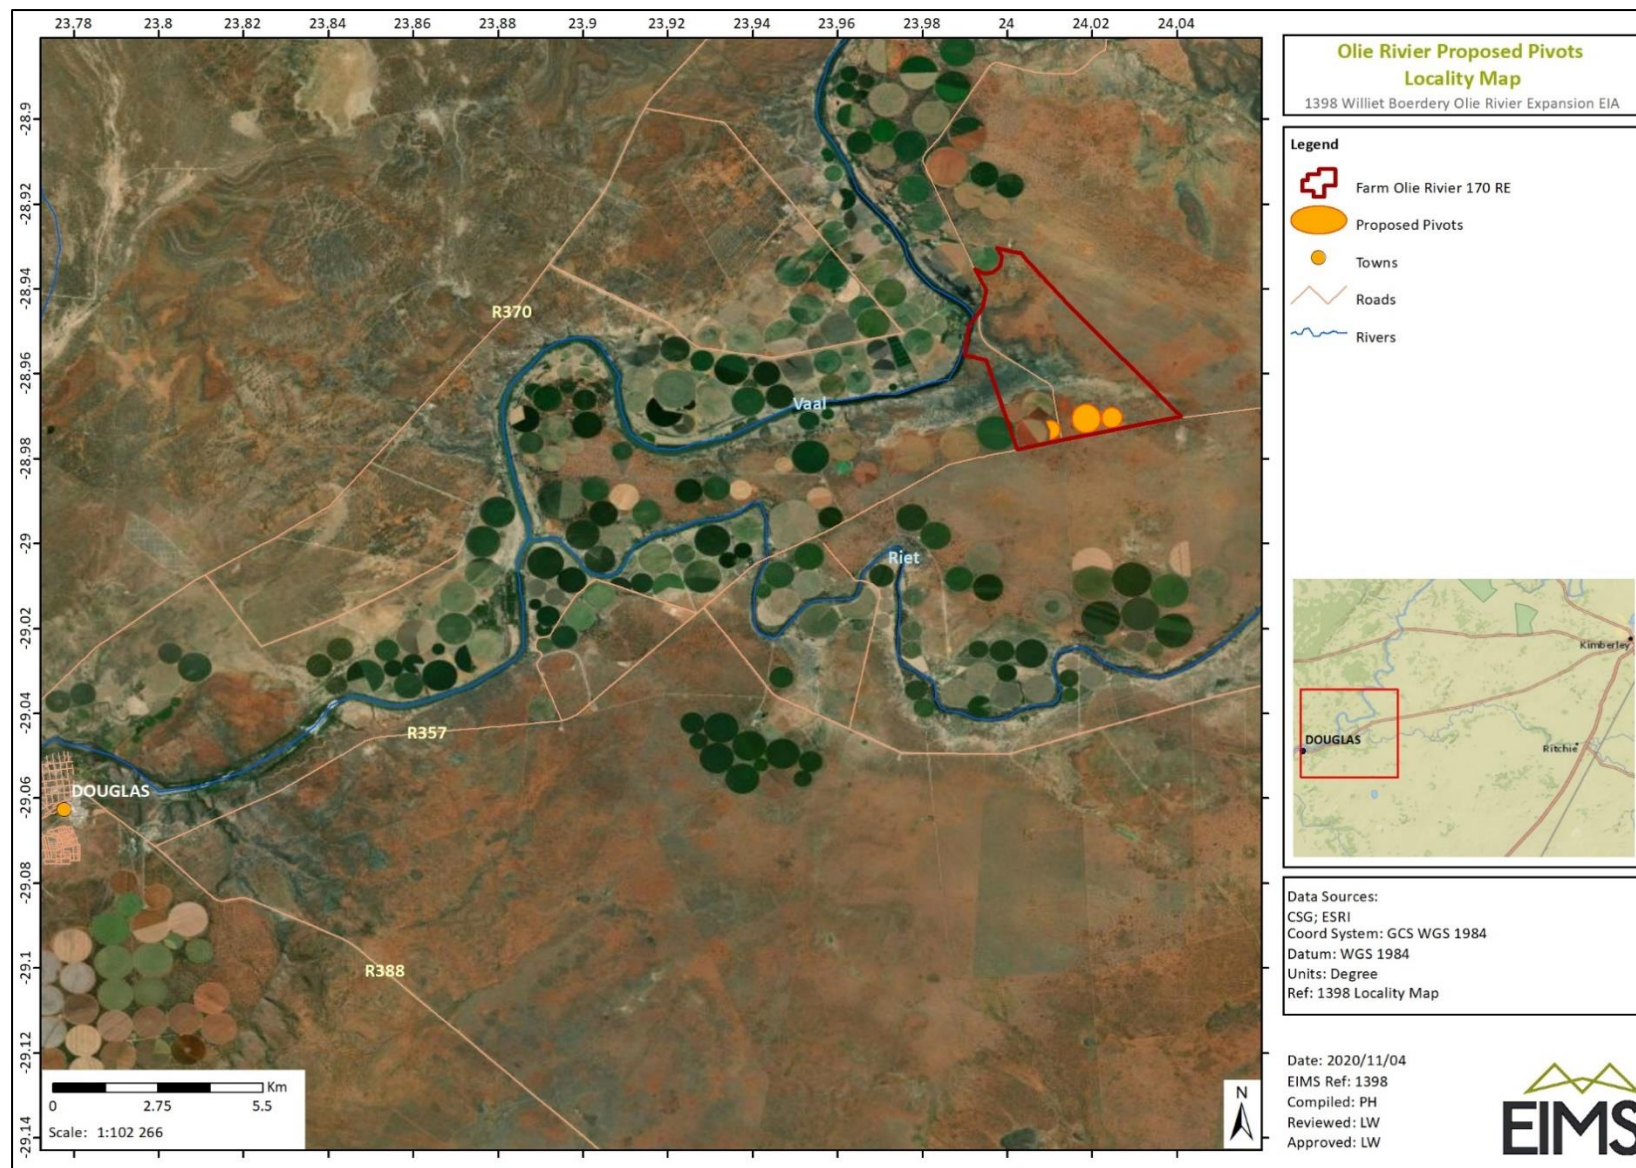 23.78 23.8 23.82 23.84 23.86 23.88 23.9 23.92 23.94 23.96 23.98 24 24.02 24.04
-28.9
-28.92
-28.94
-28.96
-28.98
-29
-29.02
-29.04
-29.06
-29.08
-29.1
-29.12
-29.14
R370
Vaal
Riet
R357
DOUGLAS
R388
Km
0 2.75 5.5
Scale: 1:102 266
N
Olie Rivier Proposed Pivots
Locality Map
1398 Williet Boerdery Olie Rivier Expansion EIA
Legend
Farm Olie Rivier 170 RE
Proposed Pivots
Towns
Roads
Rivers
Kimberley
DOUGLAS
Ritchie
Data Sources:
CSG; ESRI
Coord System: GCS WGS 1984
Datum: WGS 1984
Units: Degree
Ref: 1398 Locality Map
Date: 2020/11/04
EIMS Ref: 1398
Compiled: PH
Reviewed: LW
Approved: LW
EIMS